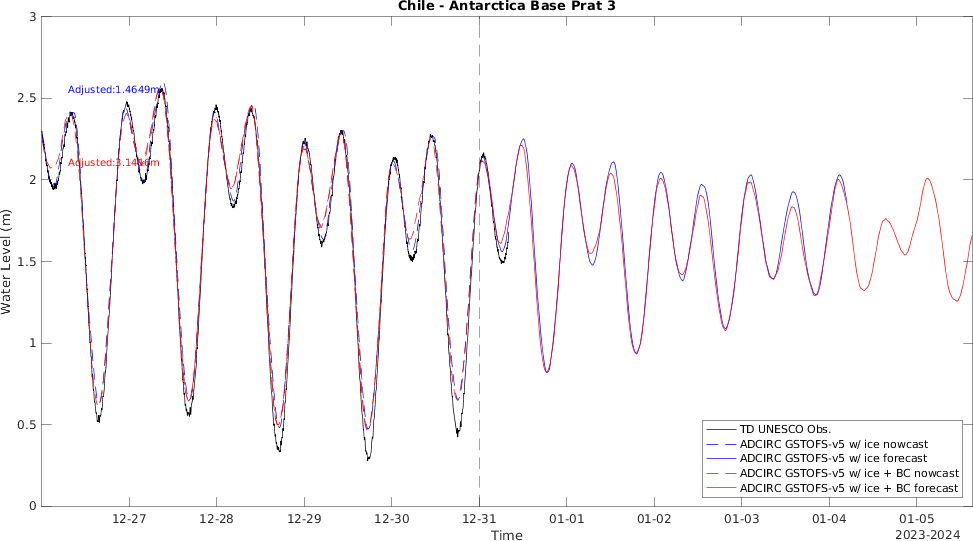 Chile - Antarctica Base Prat 3
3
2.5
2
1.5
1
0.5
0
Water Level (m)
Adjusted:1.4649m
Adjusted:3.1446m
TD UNESCO Obs.
ADCIRC GSTOFS-v5 w/ ice nowcast
ADCIRC GSTOFS-v5 w/ ice forecast
ADCIRC GSTOFS-v5 w/ ice + BC nowcast
ADCIRC GSTOFS-v5 w/ ice + BC forecast
12-27
12-28
12-29
12-30
12-31
01-01
01-02
01-03
01-04
01-05
Time
2023-2024